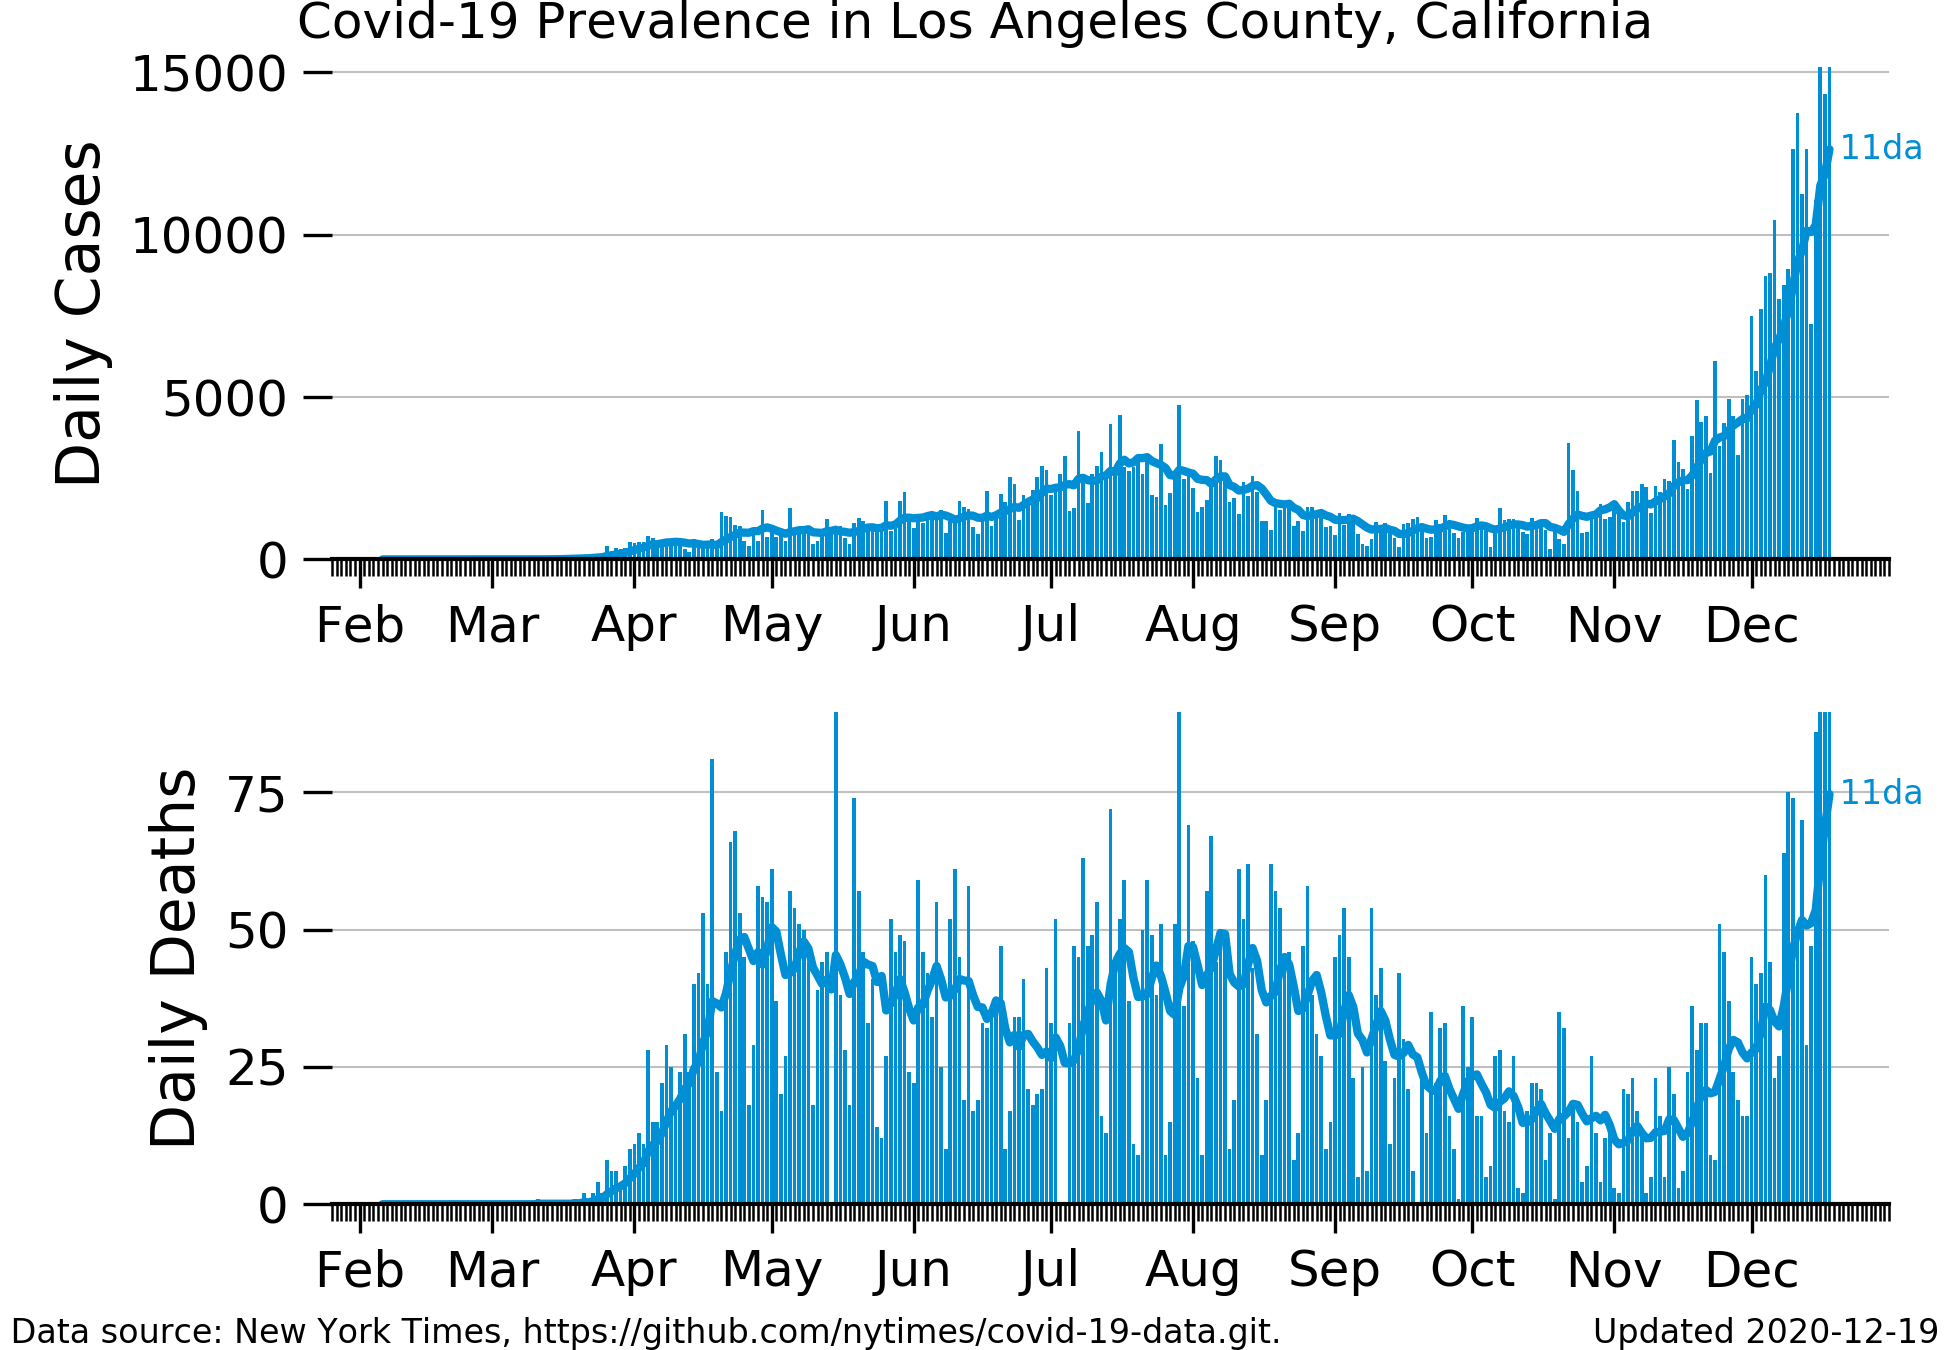 Covid-19 Prevalence in Los Angeles County, California
15000
10000
5000
0
Daily Cases
11da
Feb Mar Apr May Jun Jul Aug Sep Oct Nov Dec
75
50
25
0
Daily Deaths
11da
Feb Mar Apr May Jun Jul Aug Sep Oct Nov Dec
Data source: New York Times, https://github.com/nytimes/covid-19-data.git. Updated 2020-12-19